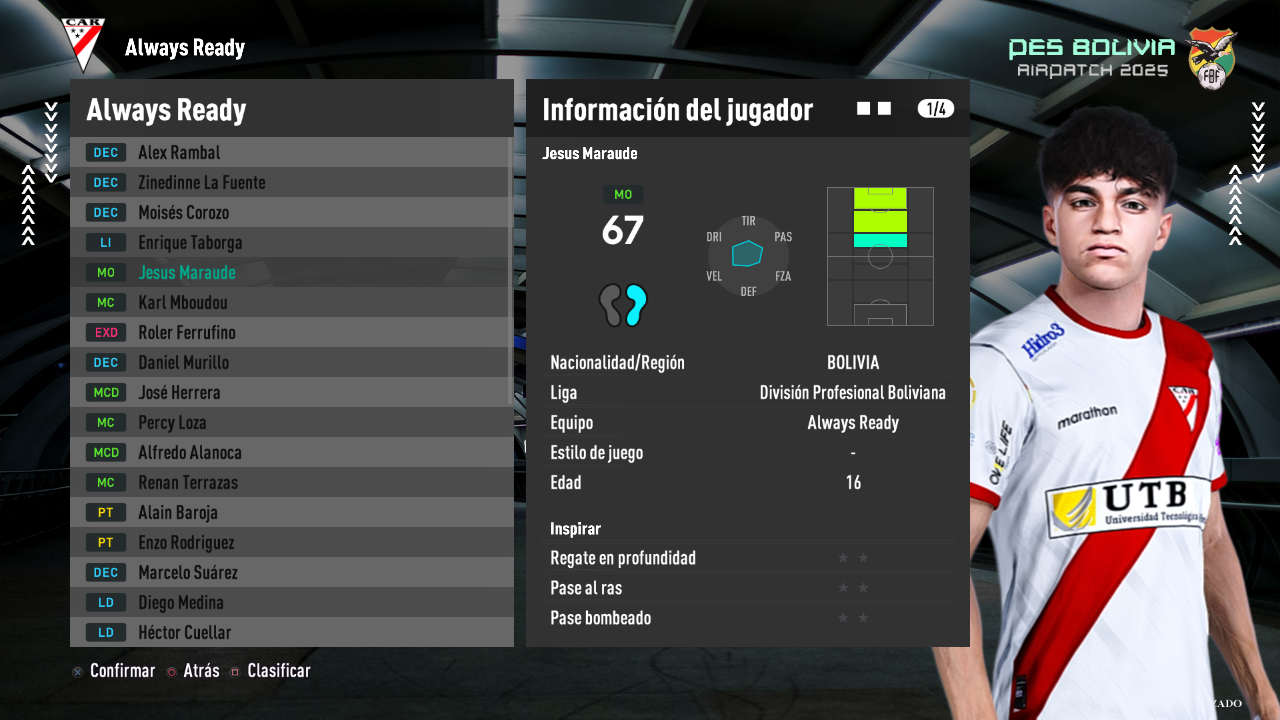 CAR
Always Ready
PES BOLIVIA
AIRPATCH 2025
FBF
Always Ready
DEC Alex Rambal
DEC Zinedinne La Fuente
DEC Moisés Corozo
LI Enrique Taborga
MO Jesus Maraude
MC Karl Mboudou
EXD Roler Ferrufino
DEC Daniel Murillo
MCD José Herrera
MC Percy Loza
MCD Alfredo Alanoca
MC Renan Terrazas
PT Alain Baroja
PT Enzo Rodriguez
DEC Marcelo Suárez
LD Diego Medina
LD Héctor Cuellar
Información del jugador
1/4
Jesus Maraude
MO
67
TIR
DRI
PAS
VEL
FZA
DEF
Nacionalidad/Región BOLIVIA
Liga División Profesional Boliviana
Equipo Always Ready
Estilo de juego -
Edad 16
Inspirar
Regate en profundidad
Pase al ras
Pase bombeado
Hidro3
CAR
marathon
UTB
Universidad Tecnológica
Confirmar Atrás Clasificar